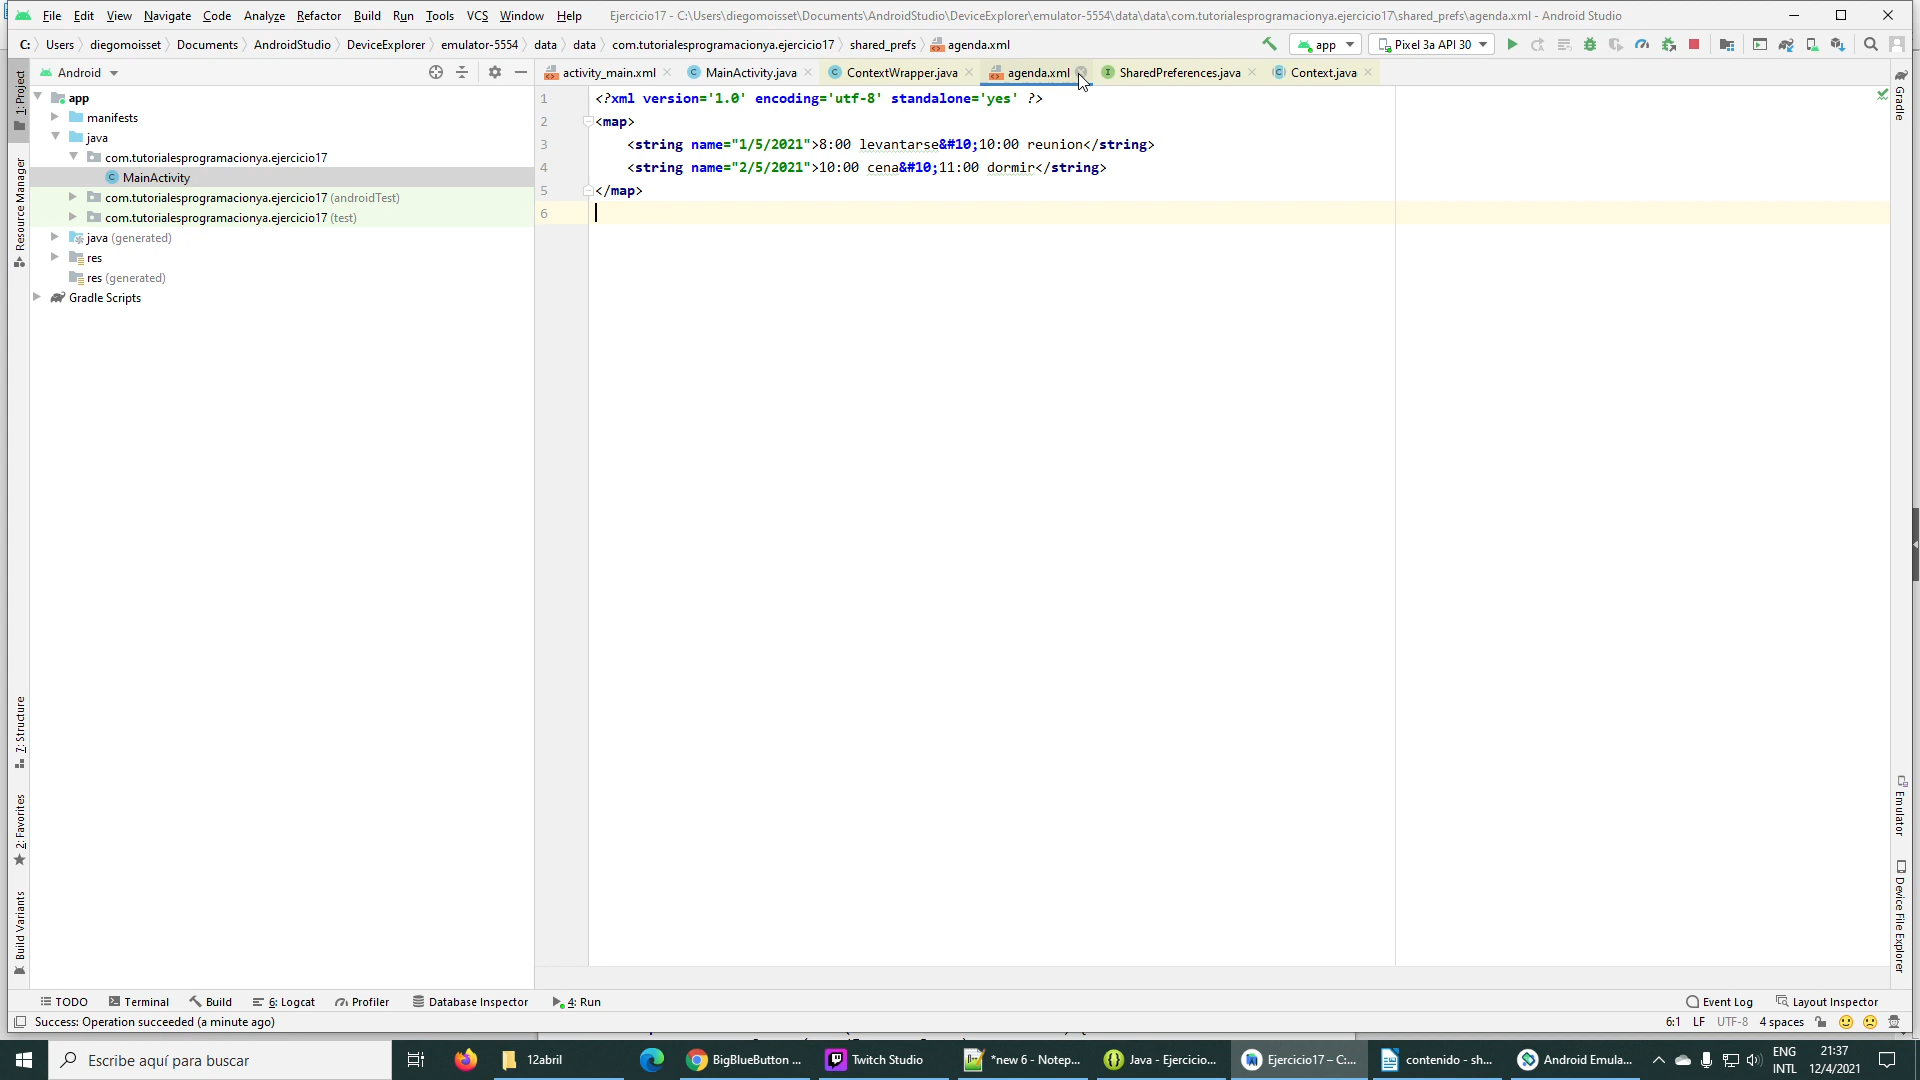 File Edit View Navigate Code Analyze Refactor Build Run Tools VCS Window Help Ejercicio17 - C:\Users\diegomoisset\Documents\AndroidStudio\DeviceExplorer\emulator-5554\data\data\com.tutorialesprogramacionya.ejercicio17\shared_prefs\agenda.xml - Android Studio
C: Users diegomoisset Documents AndroidStudio DeviceExplorer emulator-5554 data data com.tutorialesprogramacionya.ejercicio17 shared_prefs agenda.xml app Pixel 3a API 30
Android activity_main.xml MainActivity.java ContextWrapper.java agenda.xml SharedPreferences.java Context.java
1: Project
Resource Manager
7: Structure
2: Favorites
Build Variants
app
manifests
java
com.tutorialesprogramacionya.ejercicio17
MainActivity
com.tutorialesprogramacionya.ejercicio17 (androidTest)
com.tutorialesprogramacionya.ejercicio17 (test)
java (generated)
res
res (generated)
Gradle Scripts
1 <?xml version='1.0' encoding='utf-8' standalone='yes' ?>
2 <map>
3 <string name="1/5/2021">8:00 levantarse&#10;10:00 reunion</string>
4 <string name="2/5/2021">10:00 cena&#10;11:00 dormir</string>
5 </map>
6
Gradle
Emulator
Device File Explorer
TODO Terminal Build 6: Logcat Profiler Database Inspector 4: Run Event Log Layout Inspector
Success: Operation succeeded (a minute ago) 6:1 LF UTF-8 4 spaces
Escribe aquí para buscar 12abril BigBlueButton ... Twitch Studio *new 6 - Notep... Java - Ejercicio... Ejercicio17 – C:... contenido - sh... Android Emula... ENG INTL 21:37 12/4/2021